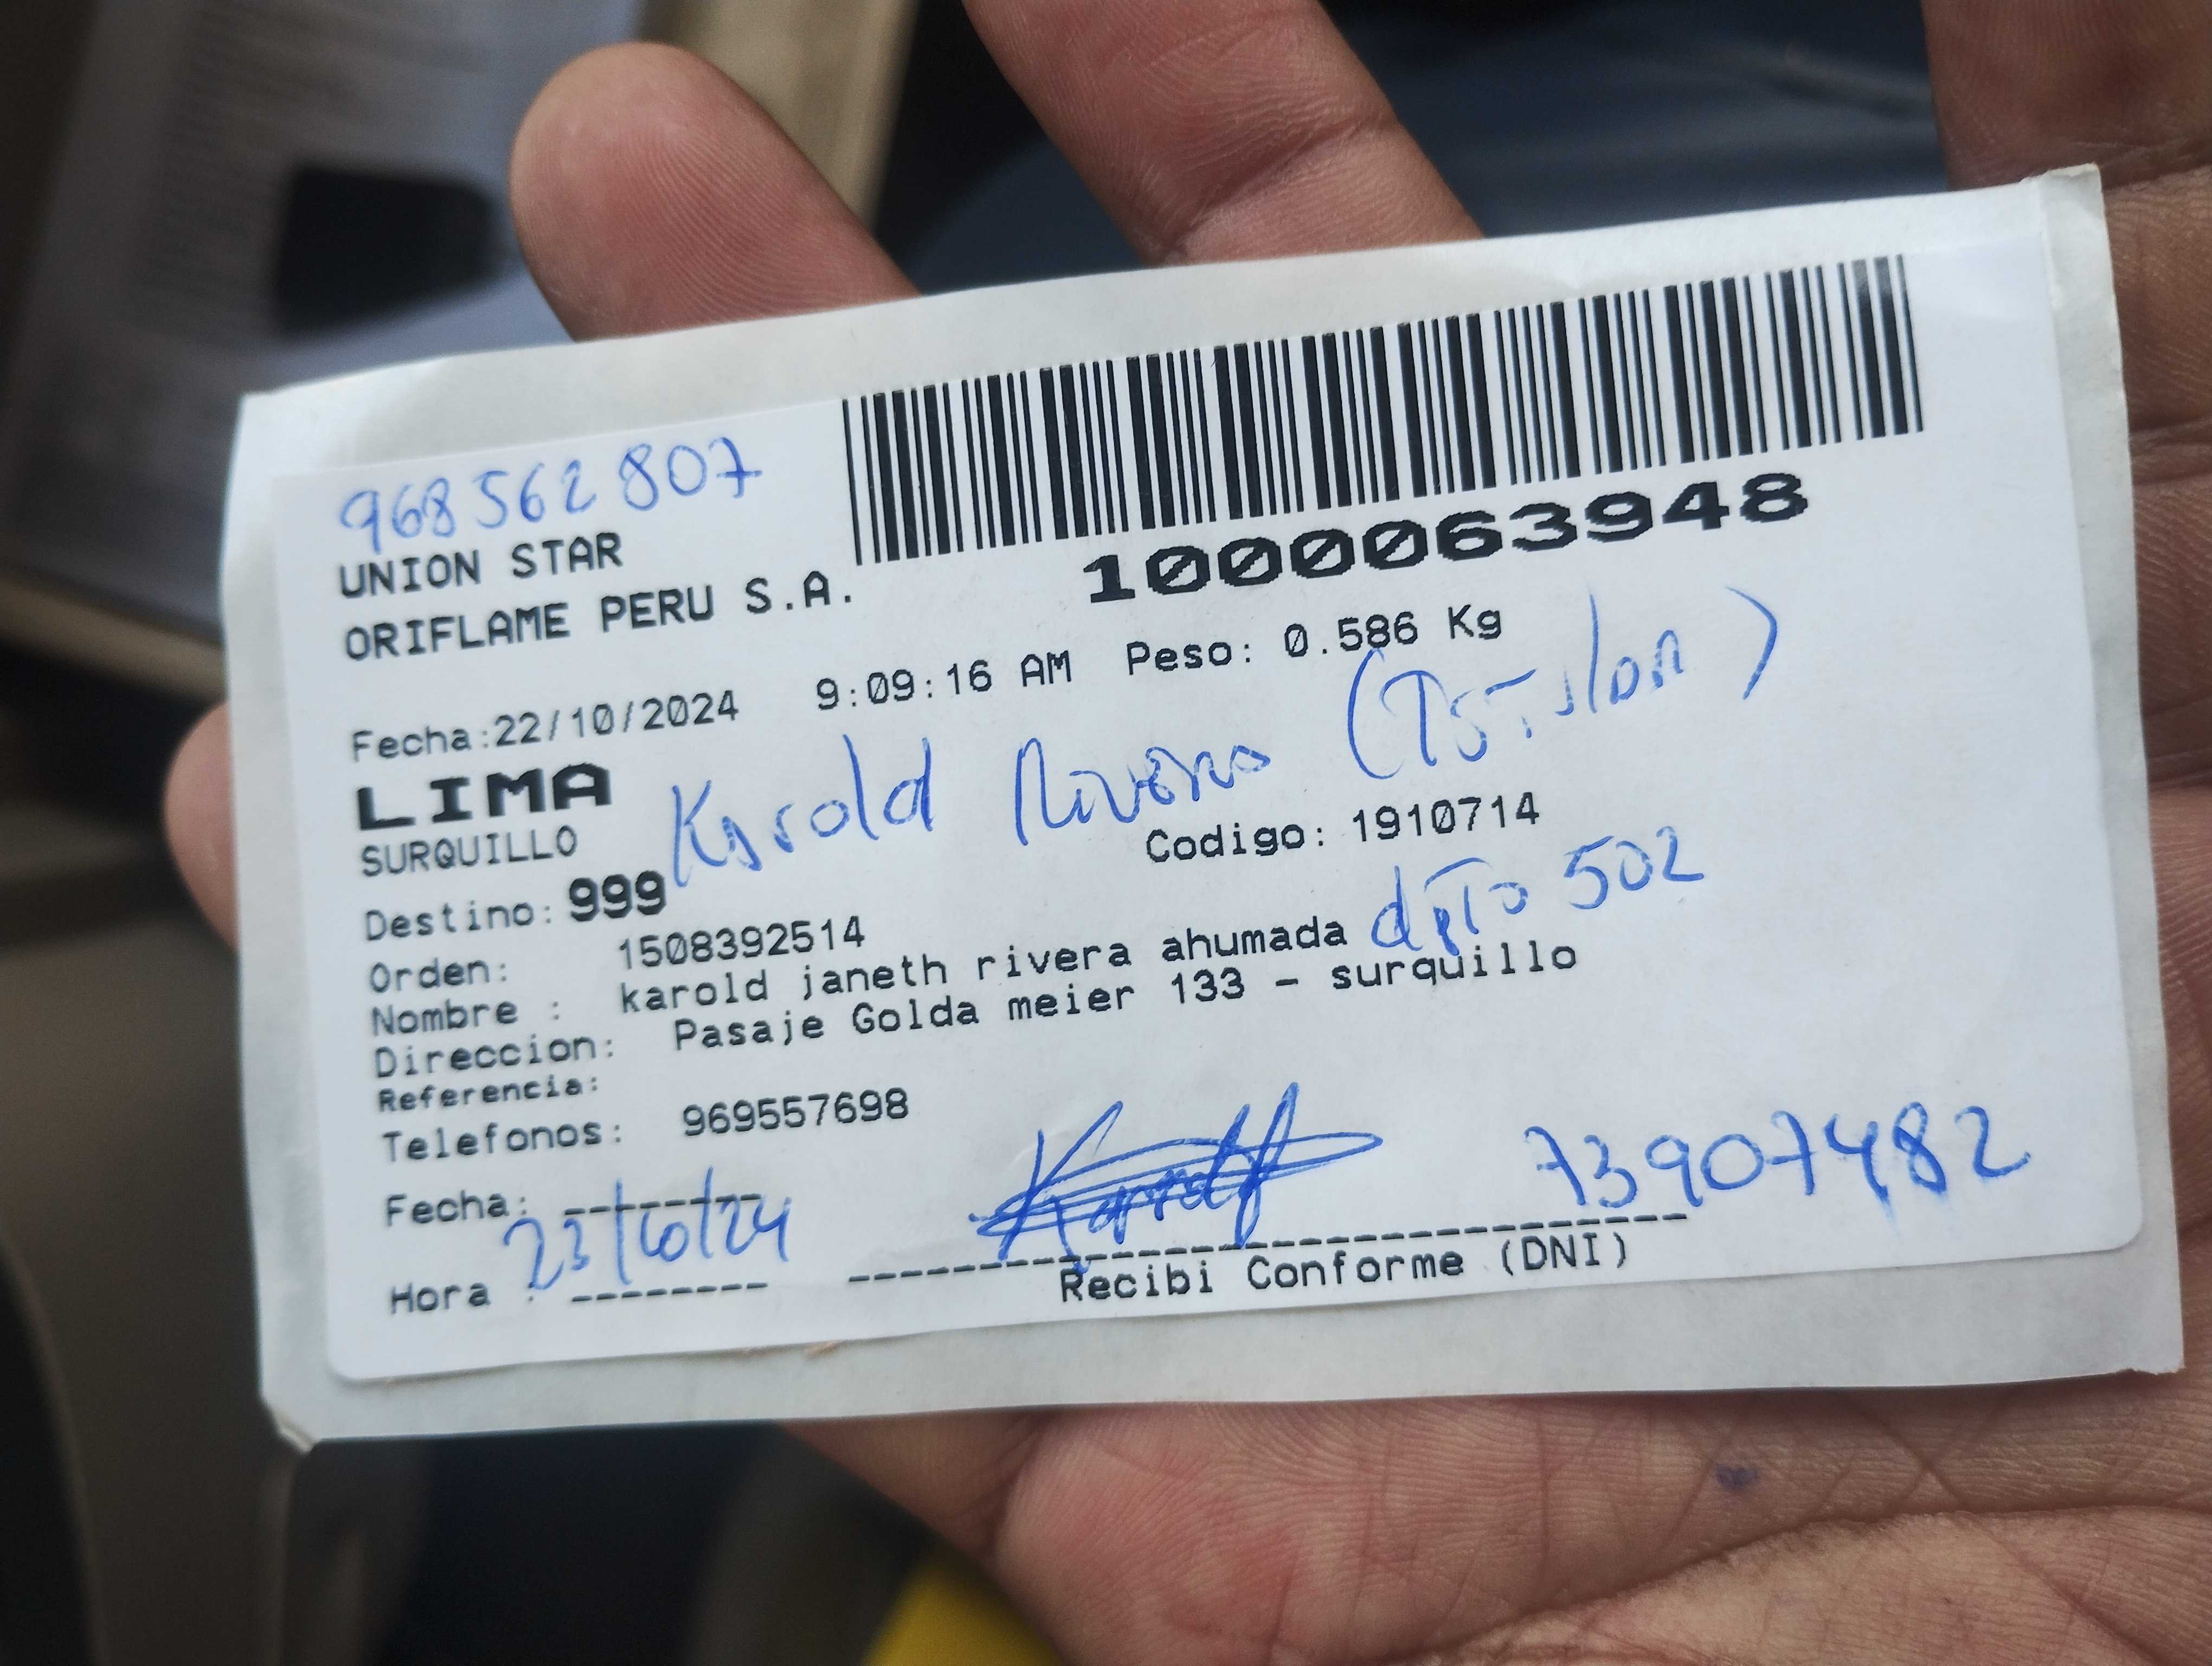 968562807
UNION STAR
ORIFLAME PERU S.A.
1000063948
Fecha:22/10/2024 9:09:16 AM Peso: 0.586 Kg
LIMA
Karold Rivera (Titular)
SURQUILLO
Codigo: 1910714
Destino: 999
Orden: 1508392514
Nombre : karold janeth rivera ahumada dpto 502
Direccion: Pasaje Golda meier 133 - surquillo
Referencia:
Telefonos: 969557698
Fecha: 23/10/24
Karold 73907482
Hora :
Recibi Conforme (DNI)